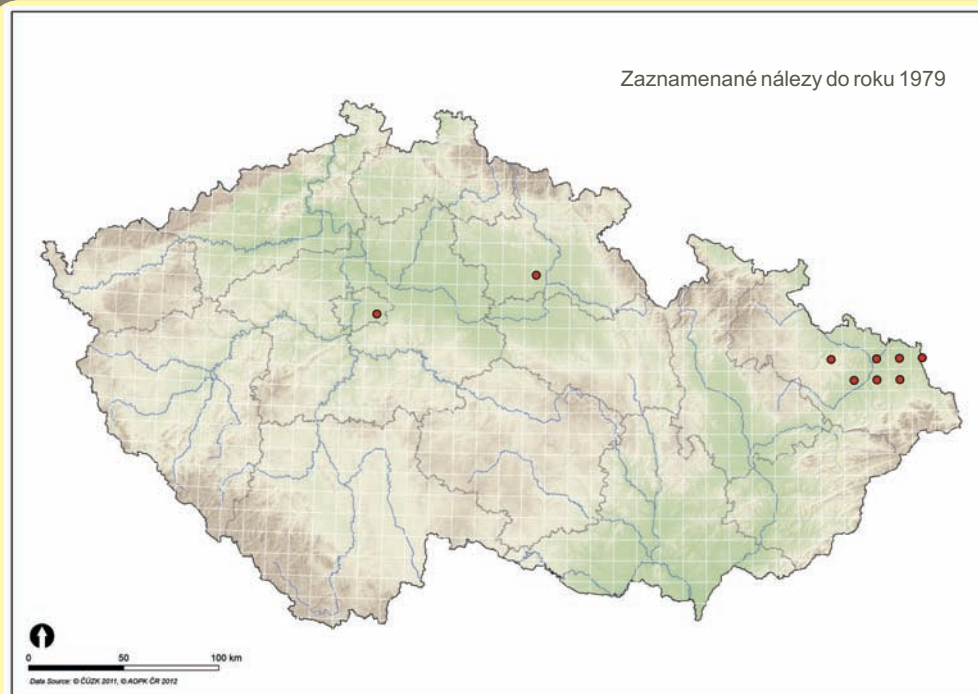 Zaznamenané nálezy do roku 1979
0 50 100 km
Data Source: © ČÚZK 2011, © AOPK ČR 2012